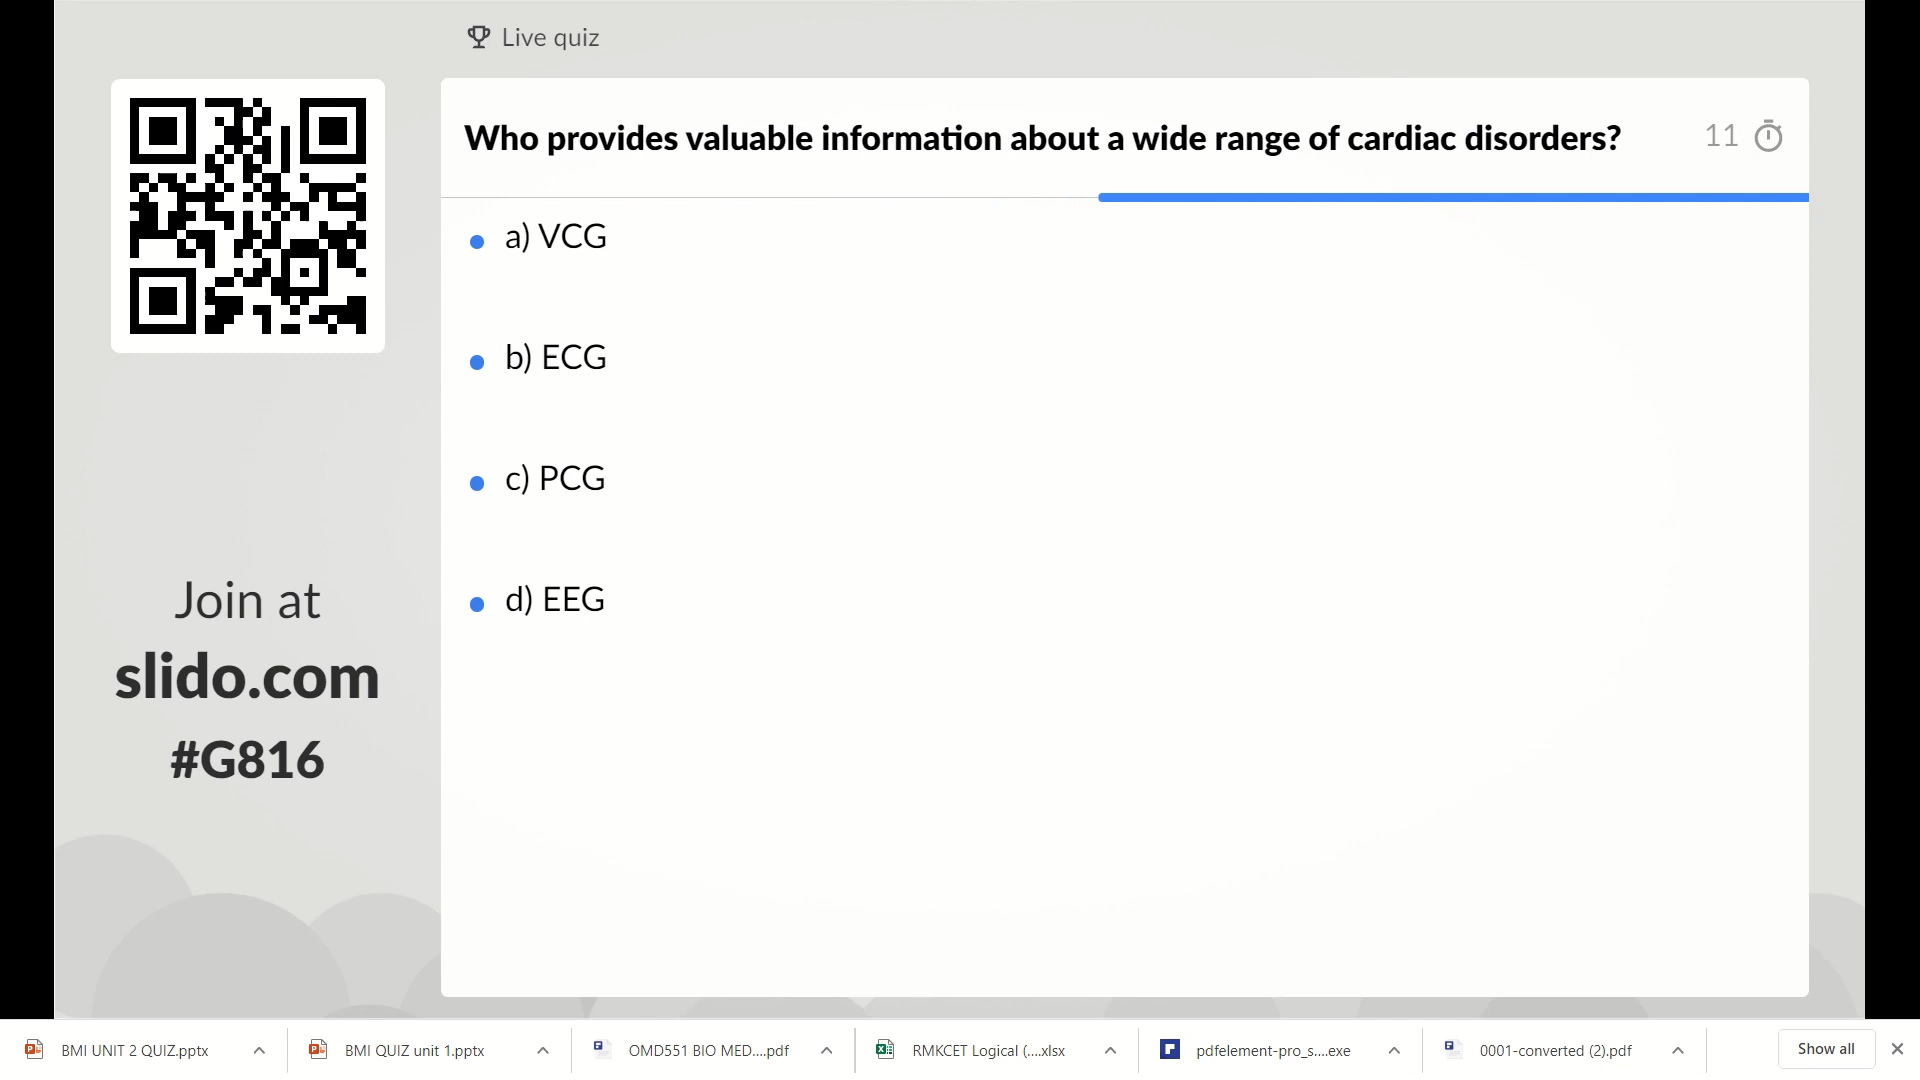 Live quiz
Who provides valuable information about a wide range of cardiac disorders?
11
a) VCG
b) ECG
c) PCG
d) EEG
Join at
slido.com
#G816
BMI UNIT 2 QUIZ.pptx
BMI QUIZ unit 1.pptx
OMD551 BIO MED....pdf
RMKCET Logical (....xlsx
pdfelement-pro_s....exe
0001-converted (2).pdf
Show all